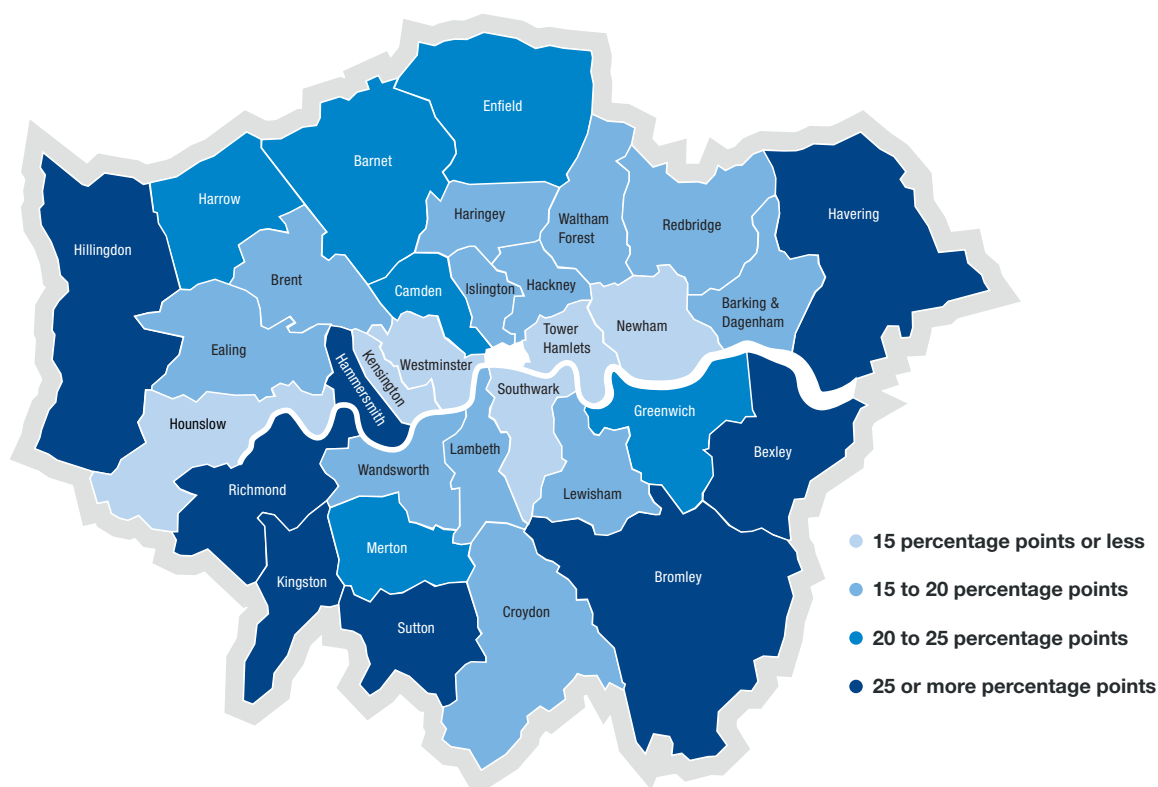 Enfield
Barnet
Harrow
Haringey
Waltham
Forest
Redbridge
Havering
Hillingdon
Brent
Camden
Islington
Hackney
Barking &
Dagenham
Newham
Tower
Hamlets
Ealing
Westminster
Kensington
Hammersmith
Southwark
Greenwich
Hounslow
Bexley
Lambeth
Wandsworth
Richmond
Lewisham
Merton
Kingston
Bromley
Croydon
Sutton
15 percentage points or less
15 to 20 percentage points
20 to 25 percentage points
25 or more percentage points